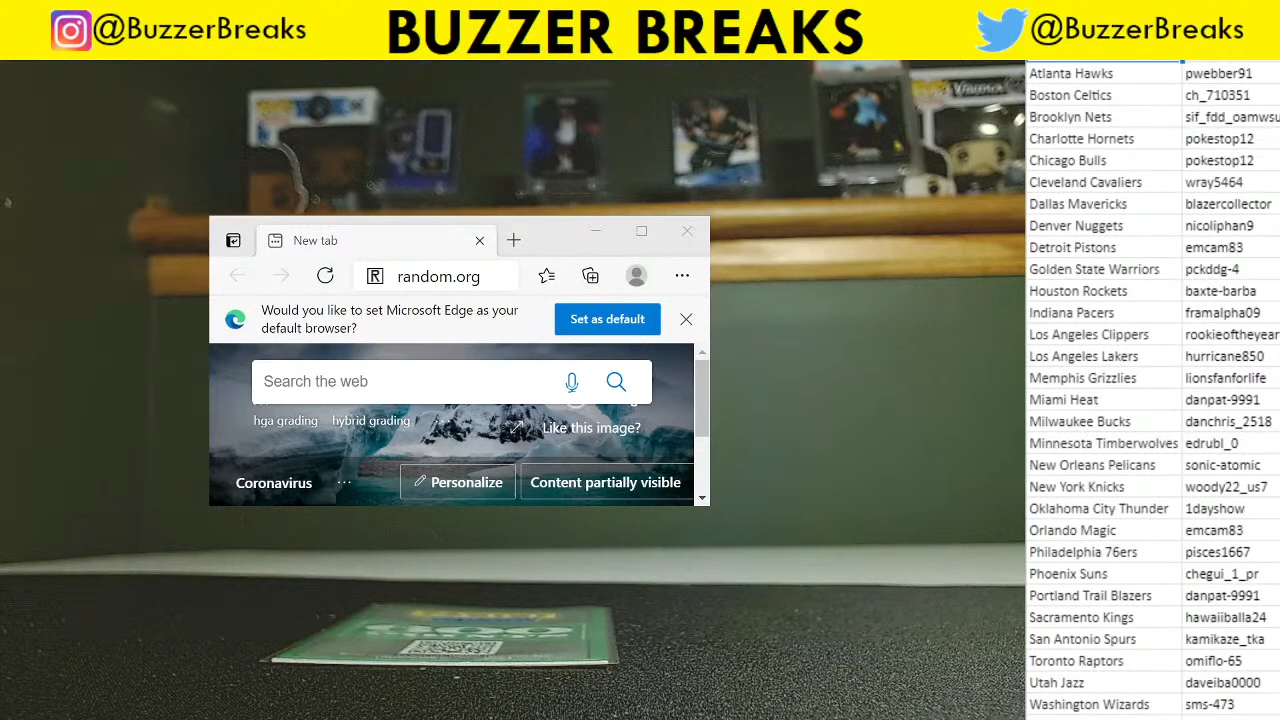 @BuzzerBreaks
BUZZER BREAKS
@BuzzerBreaks
New tab
random.org
Would you like to set Microsoft Edge as your
default browser?
Set as default
Search the web
hga grading hybrid grading
Like this image?
Coronavirus
Personalize
Content partially visible
Atlanta Hawks pwebber91
Boston Celtics ch_710351
Brooklyn Nets sif_fdd_oamwsu
Charlotte Hornets pokestop12
Chicago Bulls pokestop12
Cleveland Cavaliers wray5464
Dallas Mavericks blazercollector
Denver Nuggets nicoliphan9
Detroit Pistons emcam83
Golden State Warriors pckddg-4
Houston Rockets baxte-barba
Indiana Pacers framalpha09
Los Angeles Clippers rookieoftheyear
Los Angeles Lakers hurricane850
Memphis Grizzlies lionsfanforlife
Miami Heat danpat-9991
Milwaukee Bucks danchris_2518
Minnesota Timberwolves edrubl_0
New Orleans Pelicans sonic-atomic
New York Knicks woody22_us7
Oklahoma City Thunder 1dayshow
Orlando Magic emcam83
Philadelphia 76ers pisces1667
Phoenix Suns chegui_1_pr
Portland Trail Blazers danpat-9991
Sacramento Kings hawaiiballa24
San Antonio Spurs kamikaze_tka
Toronto Raptors omiflo-65
Utah Jazz daveiba0000
Washington Wizards sms-473